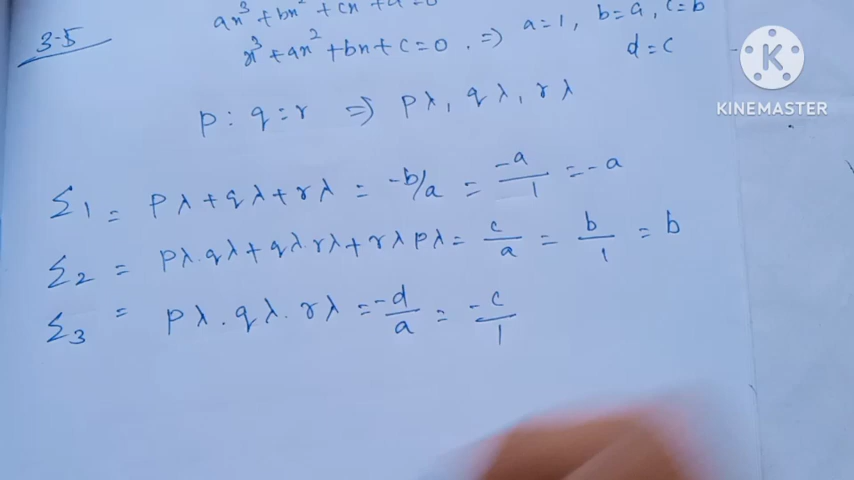 ax³ + bx² + cx + d = 0
3.5
x³ + ax² + bx + c = 0 . ⇒ a = 1, b = a, c = b
d = c
p : q = r ⇒ pλ, qλ, rλ
KINEMASTER
Σ1 = pλ + qλ + rλ = -b/a = -a/1 = -a
Σ2 = pλ.qλ + qλ.rλ + rλ pλ = c/a = b/1 = b
Σ3 = pλ . qλ . rλ = -d/a = -c/1